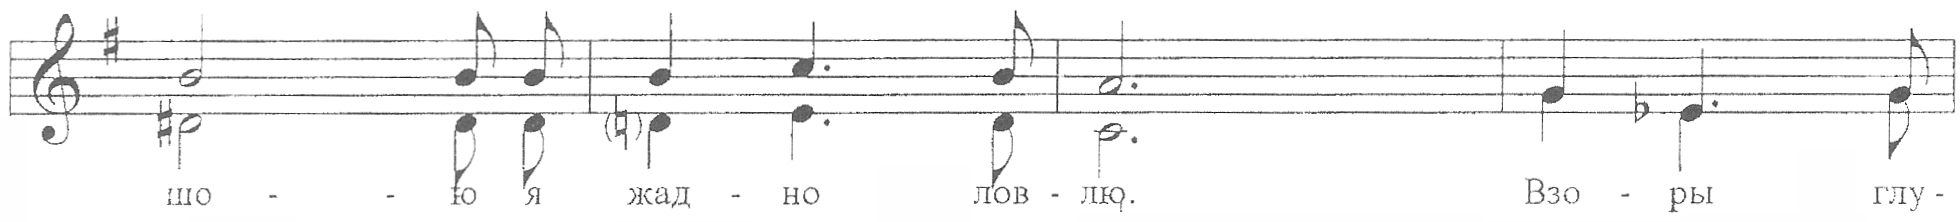 шо - - ю я жад - но лов - лю. Взо - ры глу -